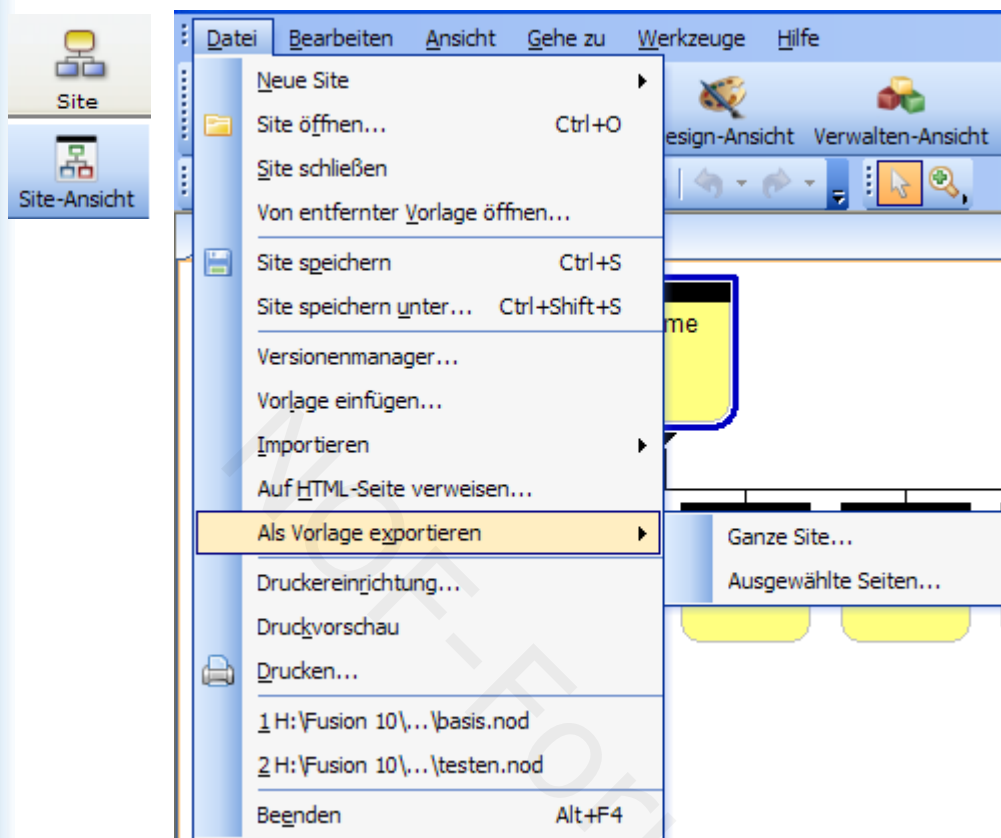 Site
Site-Ansicht
Datei Bearbeiten Ansicht Gehe zu Werkzeuge Hilfe
esign-Ansicht Verwalten-Ansicht
Neue Site
Site öffnen... Ctrl+O
Site schließen
Von entfernter Vorlage öffnen...
Site speichern Ctrl+S
Site speichern unter... Ctrl+Shift+S
me
Versionenmanager...
Vorlage einfügen...
Importieren
Auf HTML-Seite verweisen...
Als Vorlage exportieren
Ganze Site...
Ausgewählte Seiten...
Druckereinrichtung...
Druckvorschau
Drucken...
1 H:\Fusion 10\...\basis.nod
2 H:\Fusion 10\...\testen.nod
Beenden Alt+F4
NOF-For